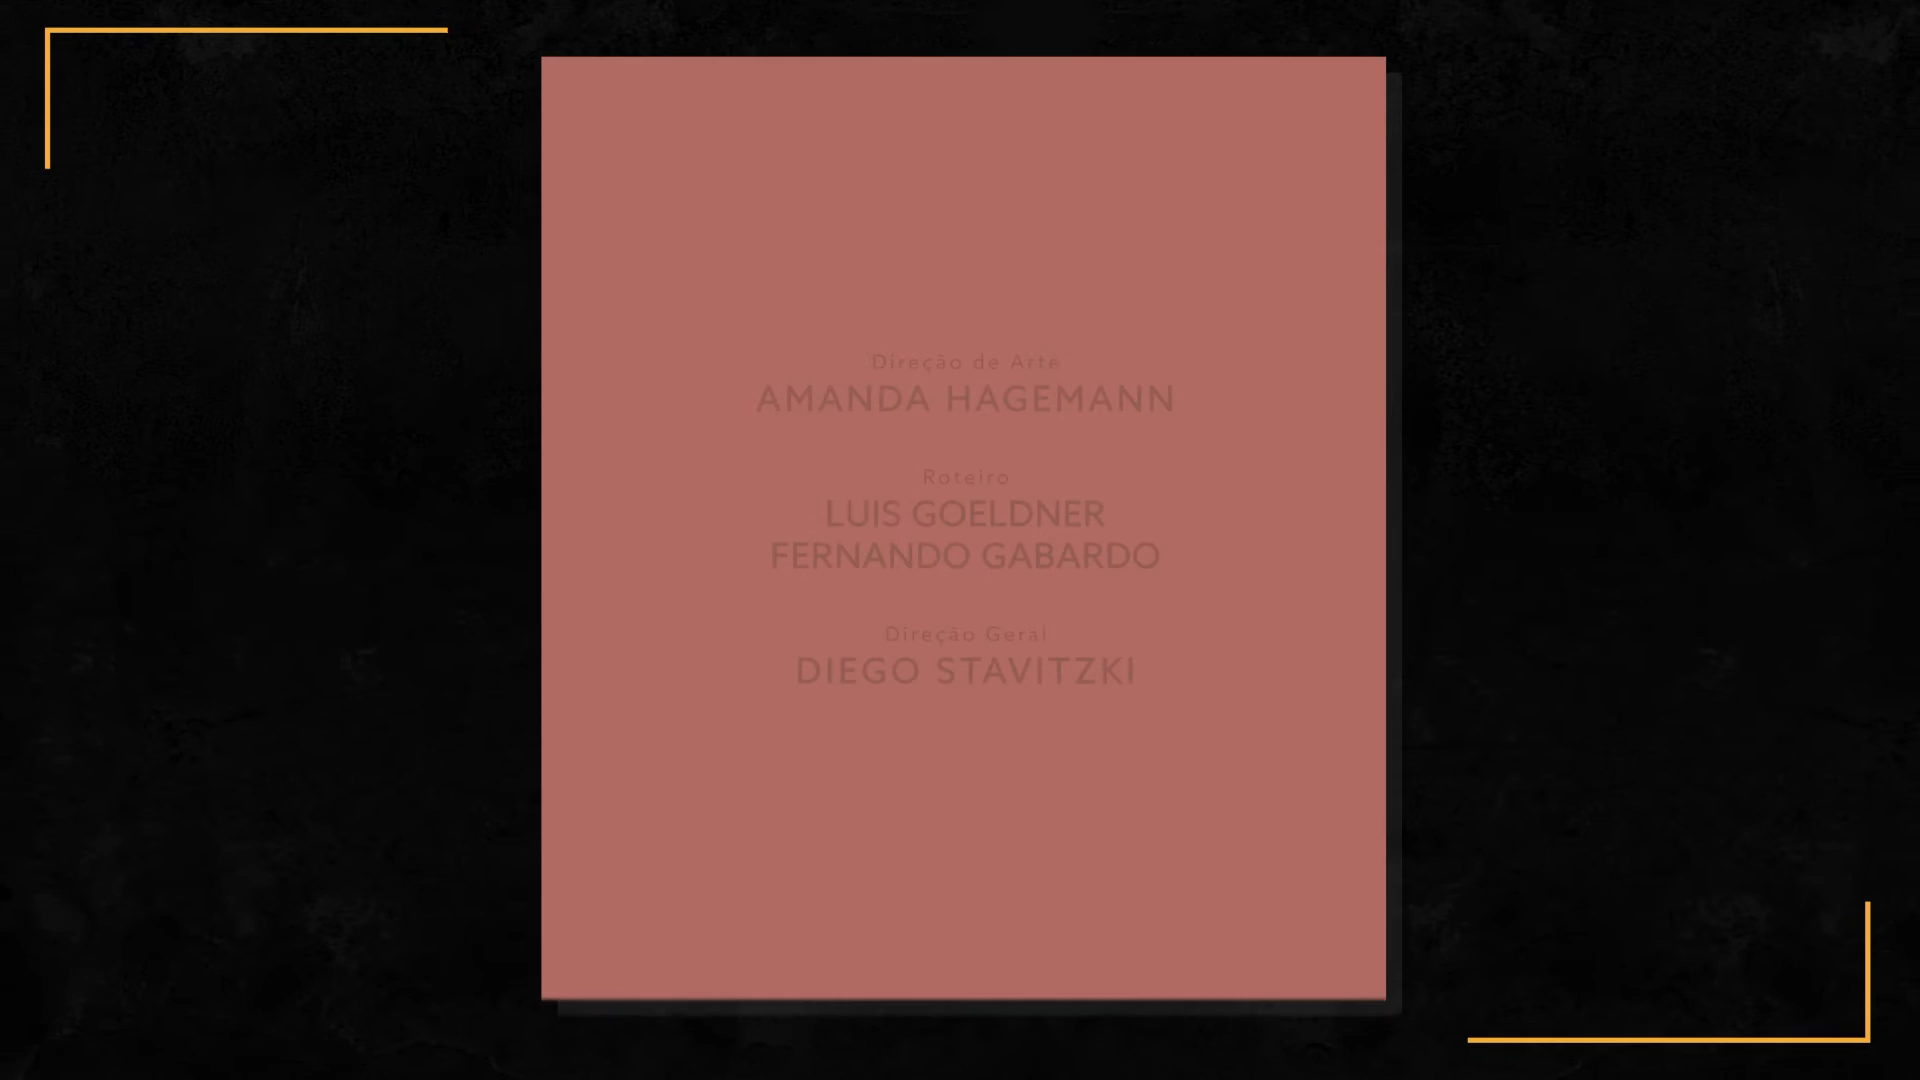 Direção de Arte
AMANDA HAGEMANN
Roteiro
LUIS GOELDNER
FERNANDO GABARDO
Direção Geral
DIEGO STAVITZKI